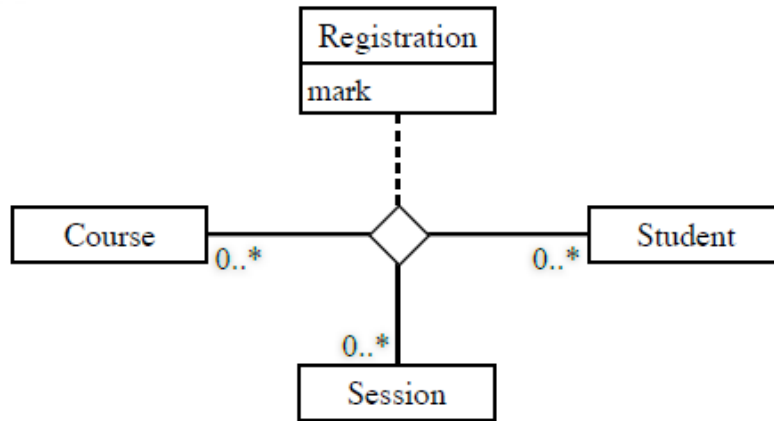 Registration
mark
Course
Student
0..*
0..*
0..*
Session